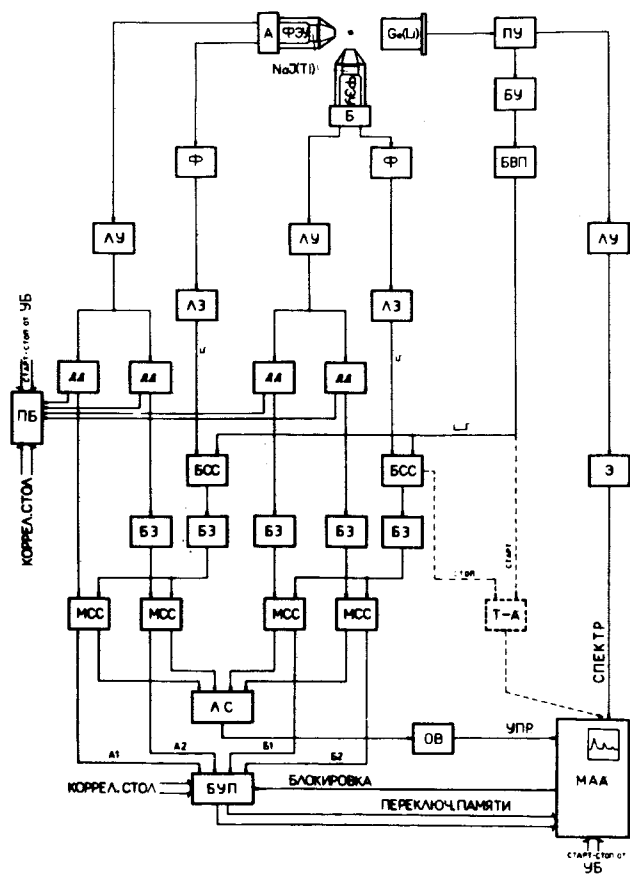 А ФЭУ Ge(Li) ПУ
NaJ(Tl)
ФЭУ
Б
БУ
Ф Ф БВП
ЛУ ЛУ ЛУ
ЛЗ ЛЗ
СТАРТ-СТОП ОТ УБ
ДД ДД ДД ДД
ПБ
КОРРЕЛ.СТОЛ
БСС БСС Э
БЗ БЗ БЗ БЗ БЗ
СТАРТ
СТОП
МСС МСС МСС МСС Т-А
СПЕКТР
ЛС
ОВ УПР
А1 А2 Б1 Б2
МАА
КОРРЕЛ.СТОЛ БУП БЛОКИРОВКА
ПЕРЕКЛЮЧ.ПАМЯТИ
СТАРТ-СТОП ОТ
УБ